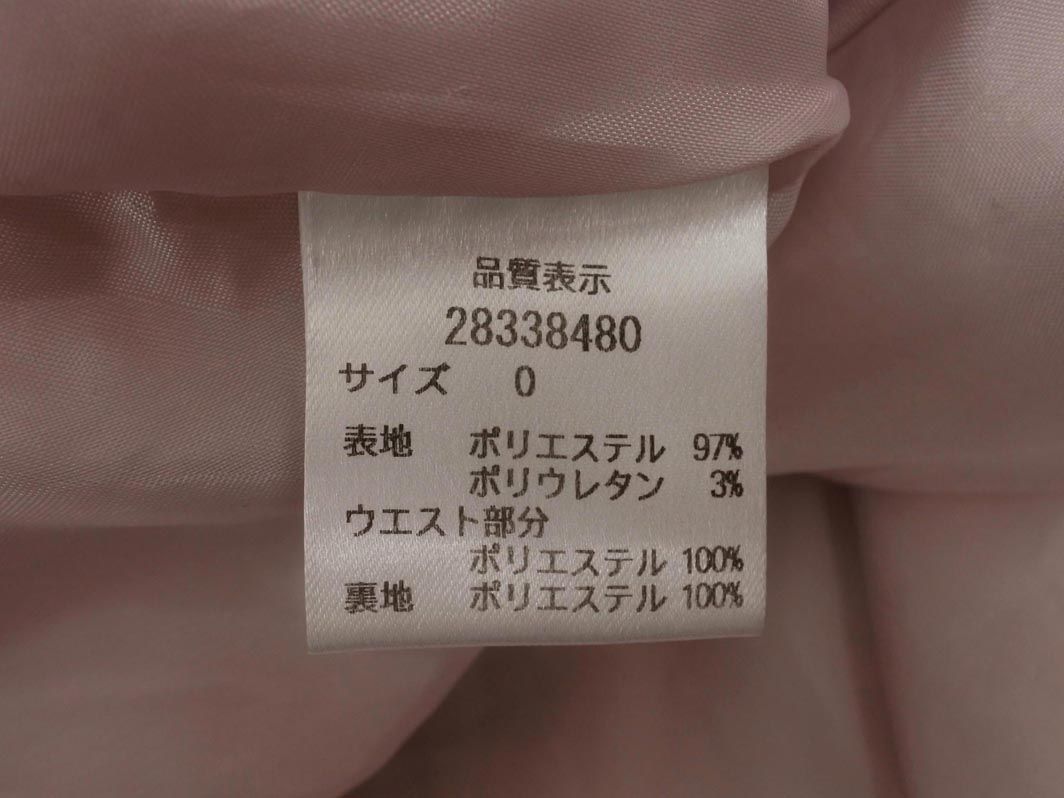 品質表示
28338480
サイズ 0
表地 ポリエステル 97%
ポリウレタン 3%
ウエスト部分
ポリエステル 100%
裏地 ポリエステル 100%